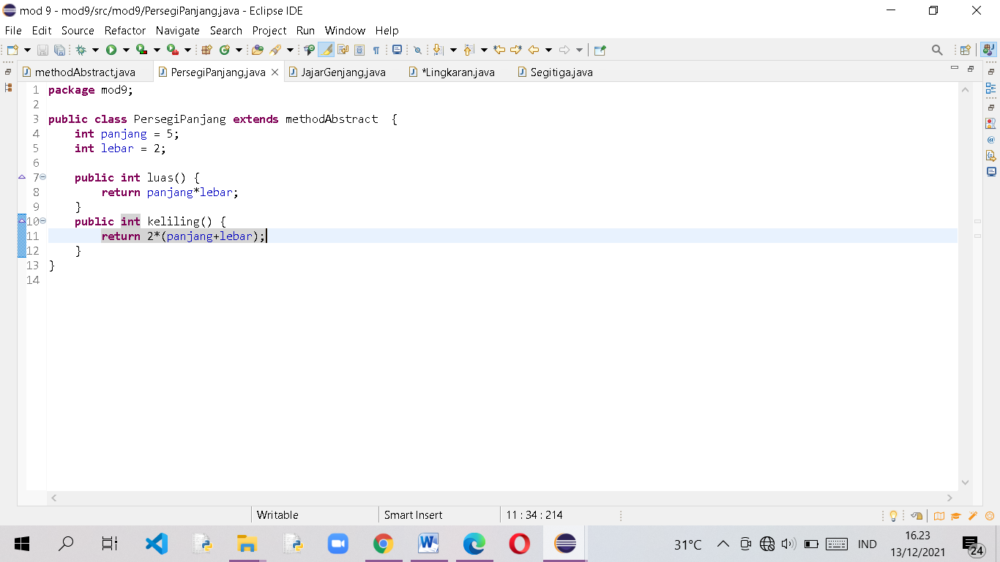 mod 9 - mod9/src/mod9/PersegiPanjang.java - Eclipse IDE
File Edit Source Refactor Navigate Search Project Run Window Help
methodAbstract.java PersegiPanjang.java JajarGenjang.java *Lingkaran.java Segitiga.java
1 package mod9;
2
3 public class PersegiPanjang extends methodAbstract  {
4     int panjang = 5;
5     int lebar = 2;
6
7     public int luas() {
8         return panjang*lebar;
9     }
10     public int keliling() {
11         return 2*(panjang+lebar);
12     }
13 }
14
Writable Smart Insert 11 : 34 : 214
31°C IND 16.23
13/12/2021 24